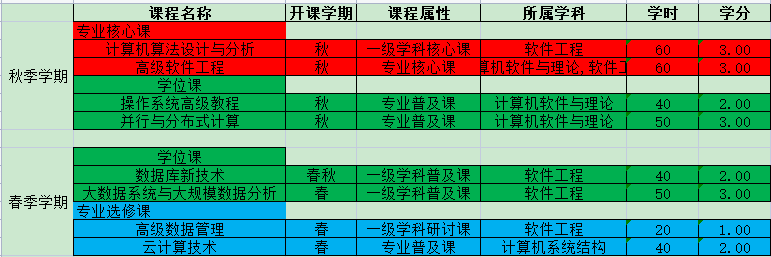 课程名称 开课学期 课程属性 所属学科 学时 学分
秋季学期
专业核心课
计算机算法设计与分析 秋 一级学科核心课 软件工程 60 3.00
高级软件工程 秋 专业核心课 算机软件与理论,软件工 60 3.00
学位课
操作系统高级教程 秋 专业普及课 计算机软件与理论 40 2.00
并行与分布式计算 秋 专业普及课 计算机软件与理论 50 3.00
春季学期
学位课
数据库新技术 春秋 一级学科普及课 软件工程 40 2.00
大数据系统与大规模数据分析 春 一级学科普及课 软件工程 50 3.00
专业选修课
高级数据管理 春 一级学科研讨课 软件工程 20 1.00
云计算技术 春 专业普及课 计算机系统结构 40 2.00